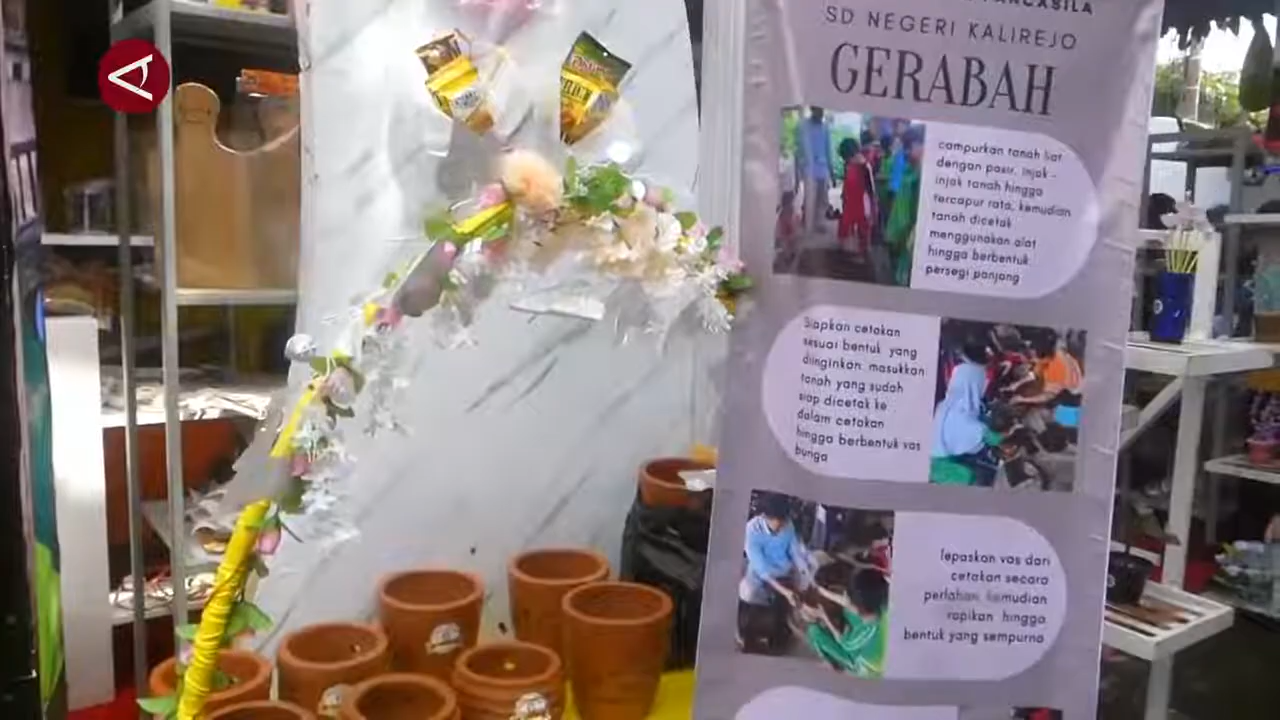 PANCASILA
SD NEGERI KALIREJO
GERABAH
campurkan tanah liat
dengan pasir, injak -
injak tanah hingga
tercapur rata, kemudian
tanah dicetak
menggunakan alat
hingga berbentuk
persegi panjang
Siapkan cetakan
sesuai bentuk yang
diinginkan. masukkan
tanah yang sudah
siap dicetak ke
dalam cetakan
hingga berbentuk vas
bunga
lepaskan vas dari
cetakan secara
perlahan kemudian
rapikan hingga
bentuk yang sempurna